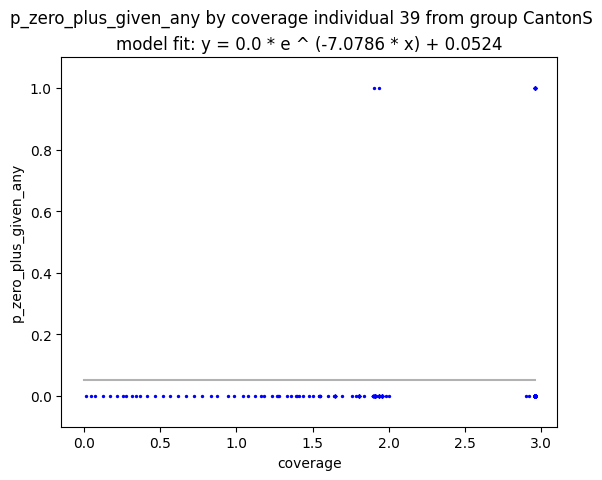 p_zero_plus_given_any by coverage individual 39 from group CantonS
model fit: y = 0.0 * e ^ (-7.0786 * x) + 0.0524
1.0
0.8
0.6
0.4
0.2
0.0
p_zero_plus_given_any
0.0 0.5 1.0 1.5 2.0 2.5 3.0
coverage